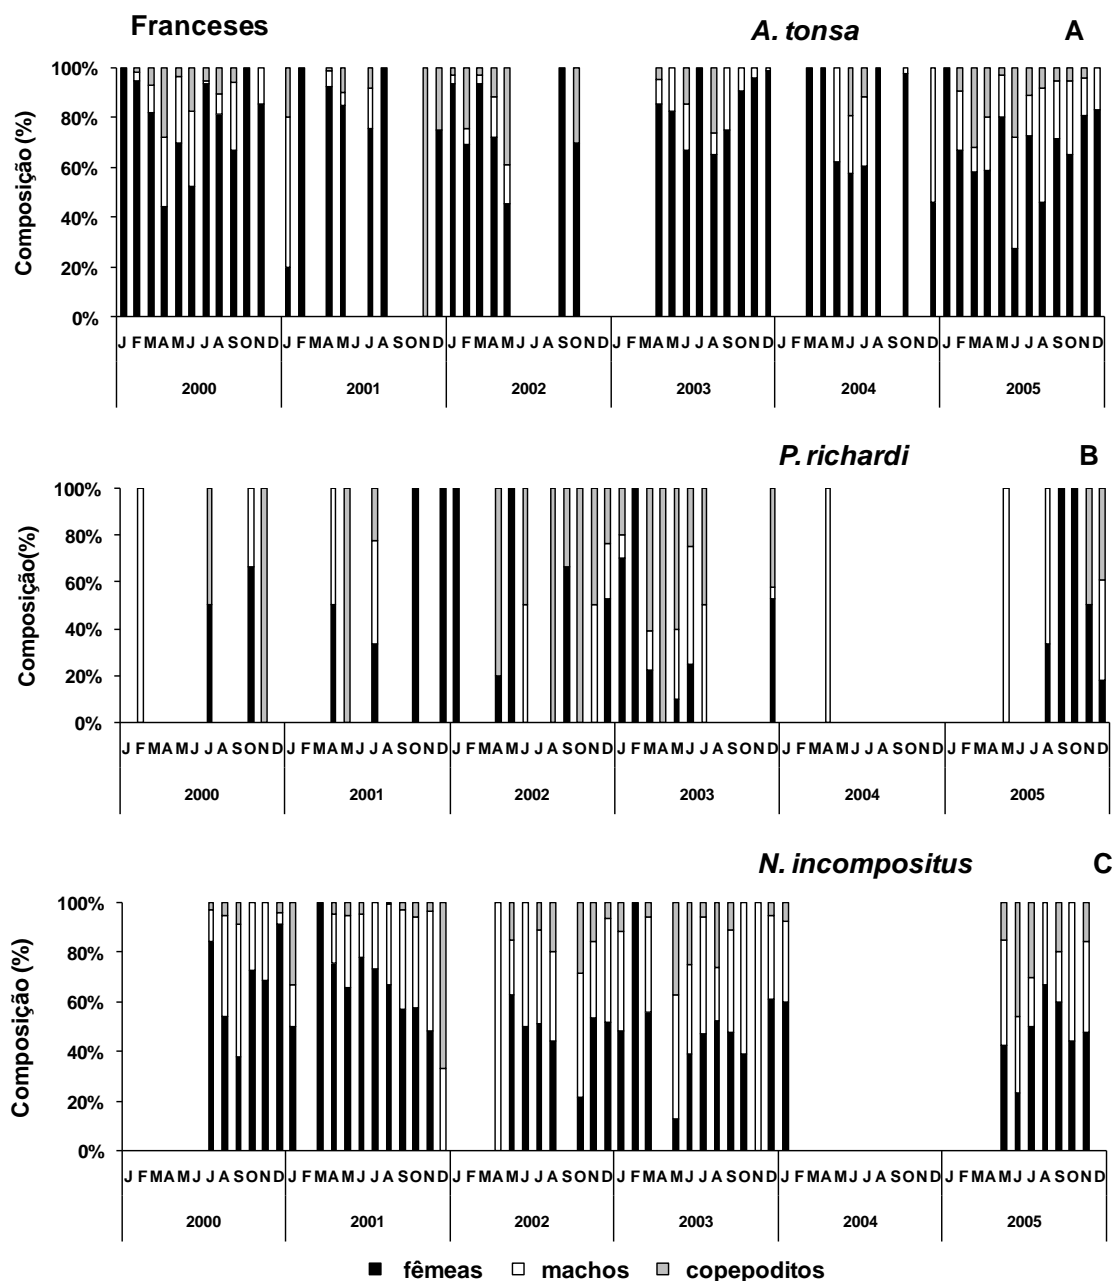 Franceses A. tonsa A
Composição (%)
100%
80%
60%
40%
20%
0%
J F M A M J J A S O N D J F M A M J J A S O N D J F M A M J J A S O N D J F M A M J J A S O N D J F M A M J J A S O N D J F M A M J J A S O N D
2000 2001 2002 2003 2004 2005
P. richardi B
Composição(%)
100%
80%
60%
40%
20%
0%
J F M A M J J A S O N D J F M A M J J A S O N D J F M A M J J A S O N D J F M A M J J A S O N D J F M A M J J A S O N D J F M A M J J A S O N D
2000 2001 2002 2003 2004 2005
N. incompositus C
Composição (%)
100%
80%
60%
40%
20%
0%
J F M A M J J A S O N D J F M A M J J A S O N D J F M A M J J A S O N D J F M A M J J A S O N D J F M A M J J A S O N D J F M A M J J A S O N D
2000 2001 2002 2003 2004 2005
fêmeas machos copepoditos